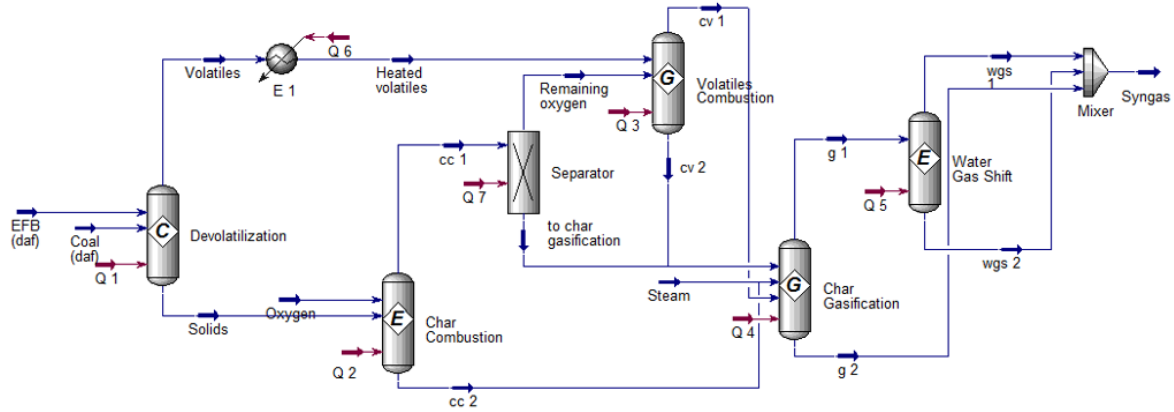 cv 1
Q 6
Volatiles
E 1
Heated
volatiles
Remaining
oxygen
G
Volatiles
Combustion
Q 3
wgs
1
Mixer
Syngas
cc 1
Separator
Q 7
cv 2
g 1
E
Water
Gas Shift
Q 5
EFB
(daf)
Coal
(daf)
C
Devolatilization
Q 1
to char
gasification
wgs 2
Steam
G
Char
Gasification
Q 4
Solids
Oxygen
E
Char
Combustion
Q 2
cc 2
g 2